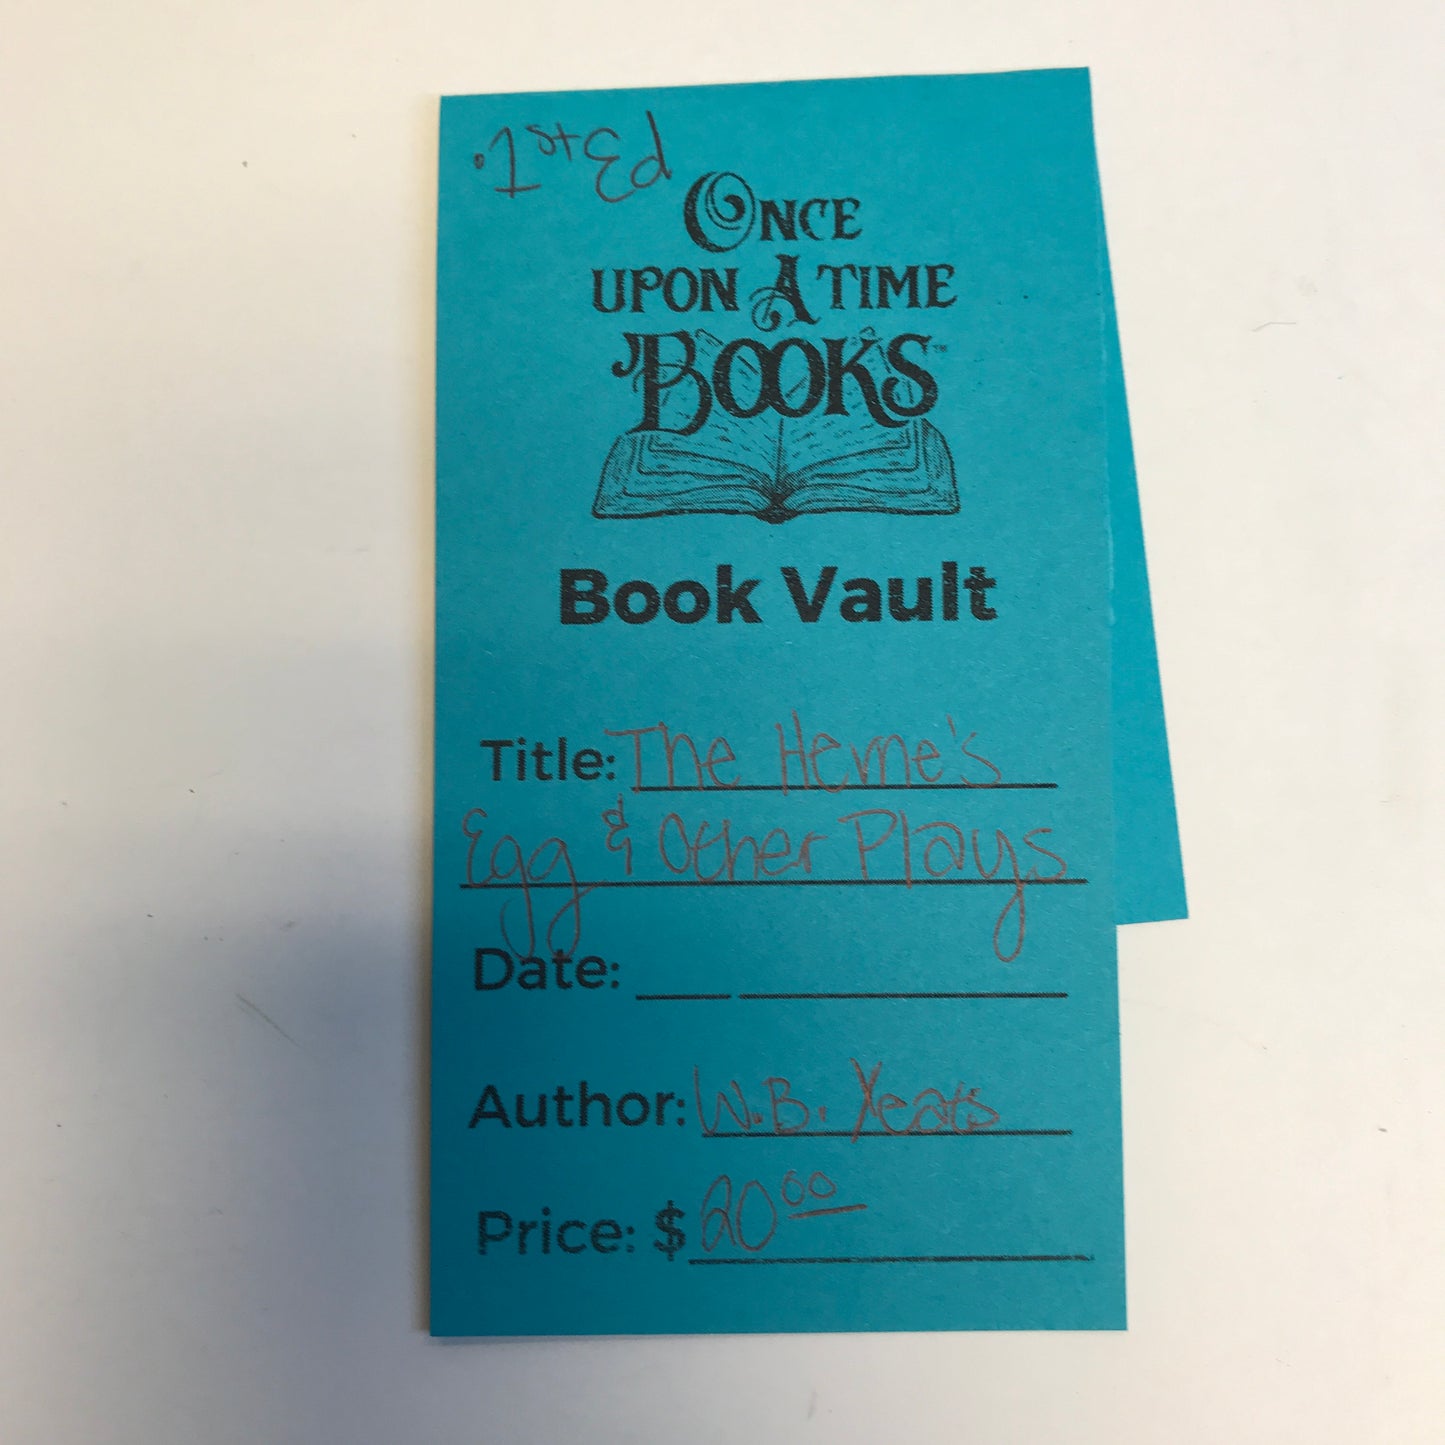 1st Ed
ONCE
UPON A TIME
BOOKS™
Book Vault
Title: The Herne's
Egg & Other Plays
Date:
Author: W.B. Yeats
Price: $ 20.00